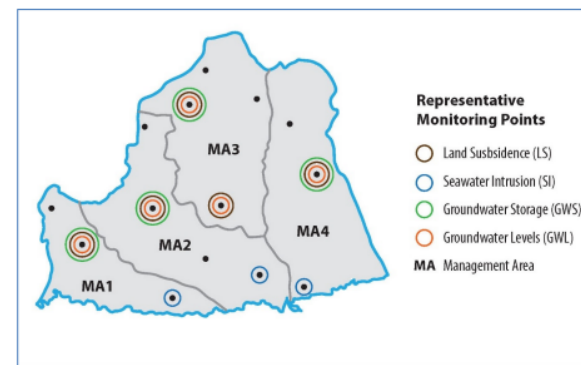 MA3
MA2
MA4
MA1
Representative
Monitoring Points
Land Subsidence (LS)
Seawater Intrusion (SI)
Groundwater Storage (GWS)
Groundwater Levels (GWL)
MA Management Area